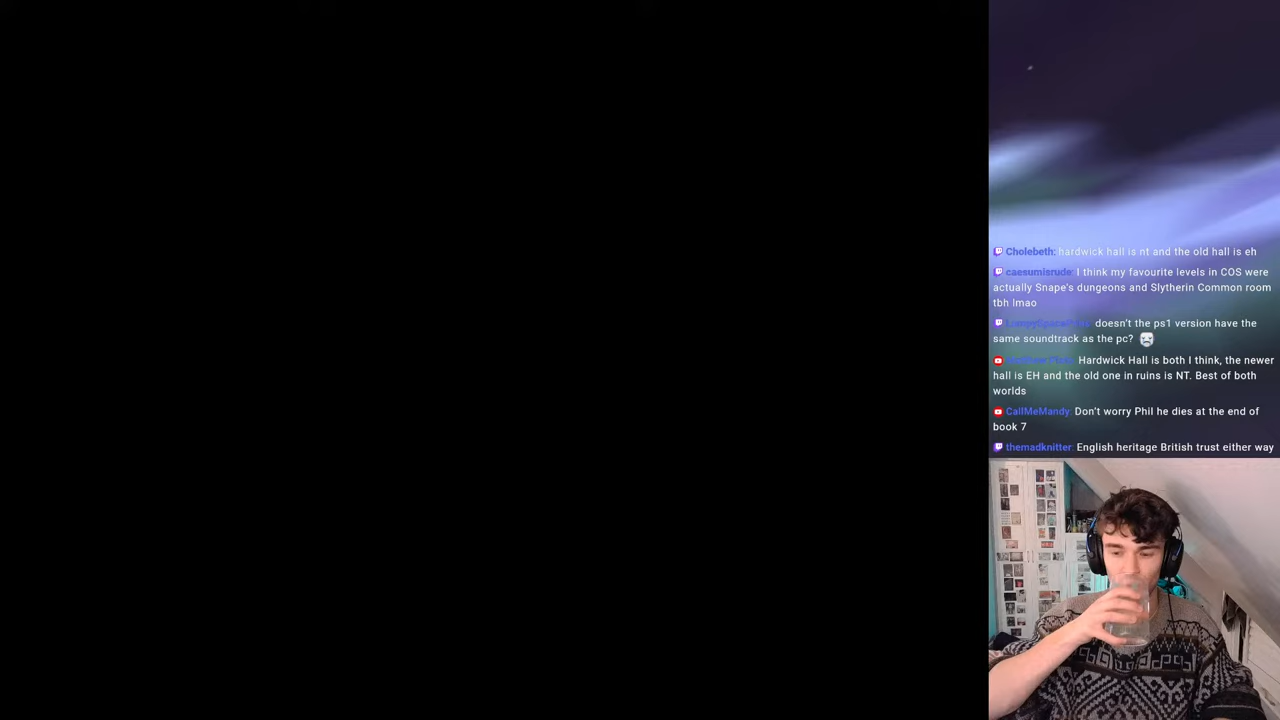 Cholebeth: hardwick hall is nt and the old hall is eh
caesumisrude: I think my favourite levels in COS were
actually Snape's dungeons and Slytherin Common room
tbh lmao
doesn't the ps1 version have the
same soundtrack as the pc?
Hardwick Hall is both I think, the newer
hall is EH and the old one in ruins is NT. Best of both
worlds
CallMeMandy: Don't worry Phil he dies at the end of
book 7
themadknitter: English heritage British trust either way